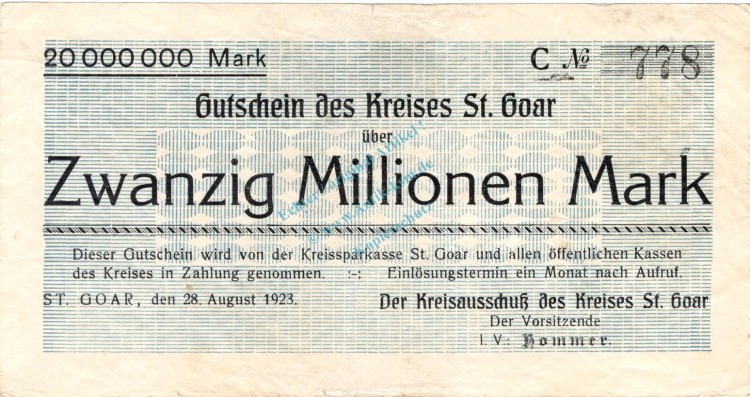 20 000 000 Mark
C № 778
Gutschein des Kreises St. Goar
über
Zwanzig Millionen Mark
Dieser Gutschein wird von der Kreissparkasse St. Goar und allen öffentlichen Kassen
des Kreises in Zahlung genommen. :-: Einlösungstermin ein Monat nach Aufruf.
ST. GOAR, den 28. August 1923.
Der Kreisausschuß des Kreises St. Goar
Der Vorsitzende
I. V.: Hommer.